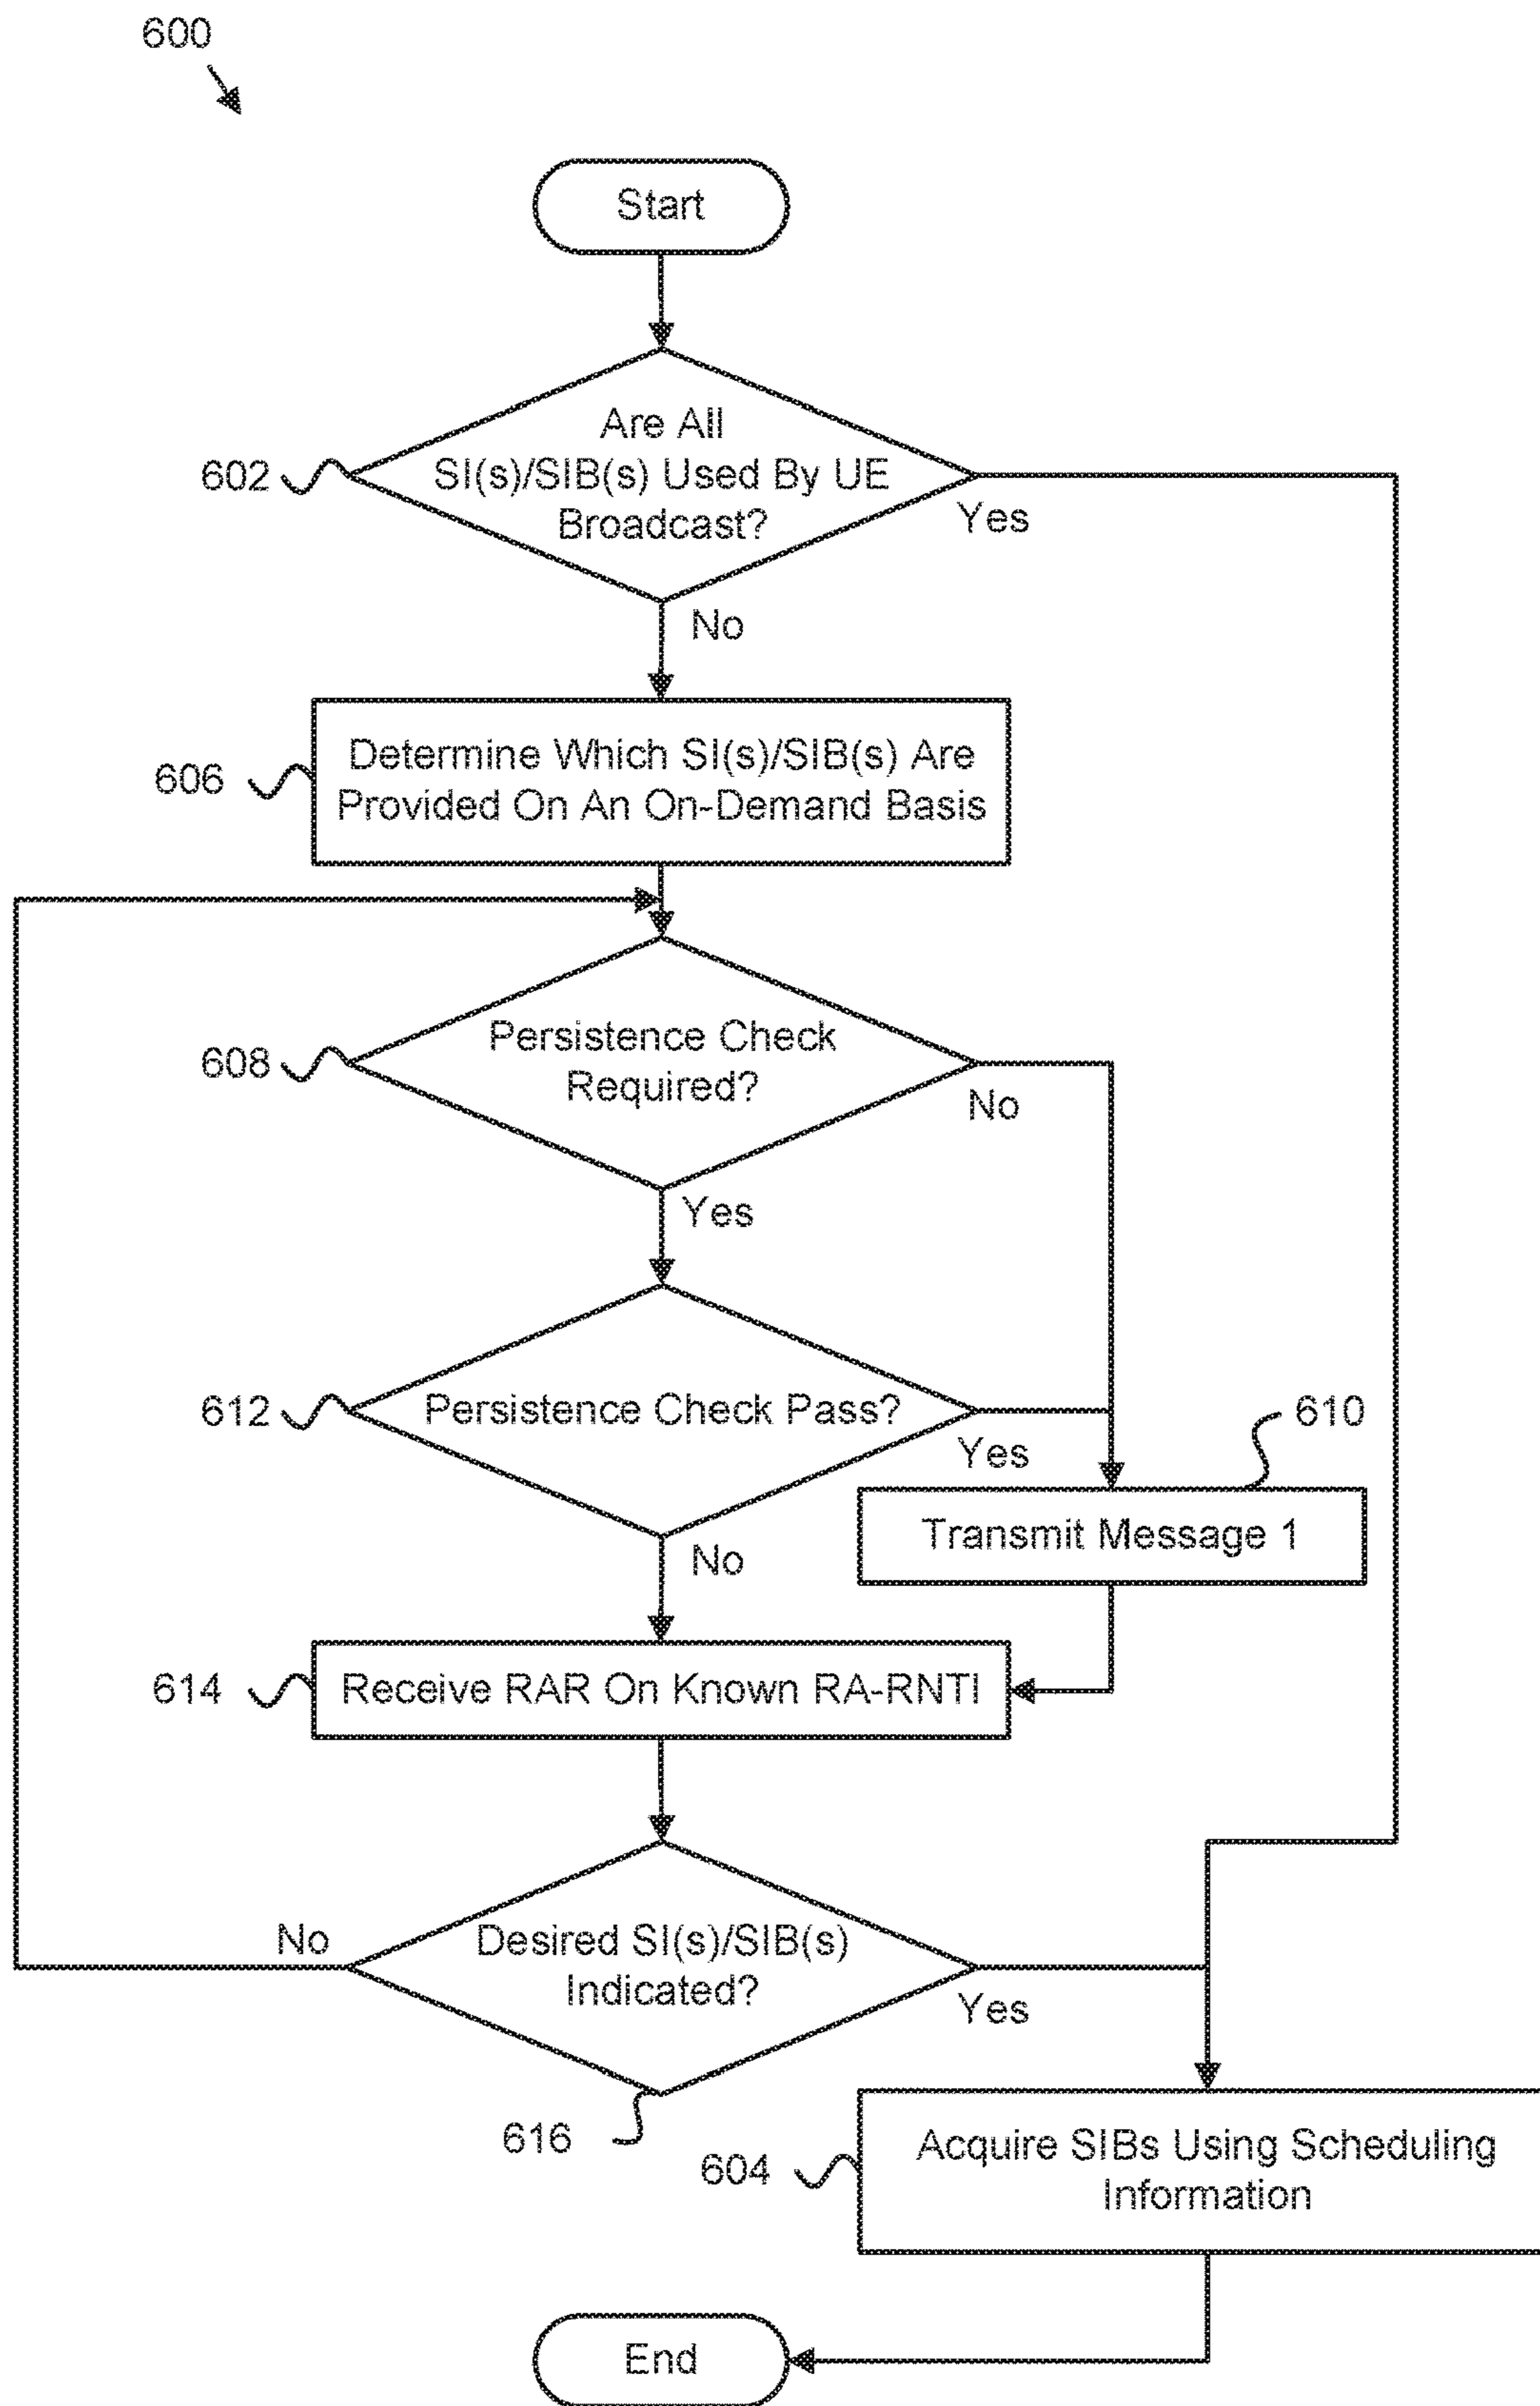 600
Start
Are All
SI(s)/SIB(s) Used By UE
Broadcast?
602
Yes
No
Determine Which SI(s)/SIB(s) Are
Provided On An On-Demand Basis
606
Persistence Check
Required?
608
No
Yes
Persistence Check Pass?
612
610
Yes
Transmit Message 1
No
Receive RAR On Known RA-RNTI
614
Desired SI(s)/SIB(s)
Indicated?
No
Yes
616
Acquire SIBs Using Scheduling
Information
604
End